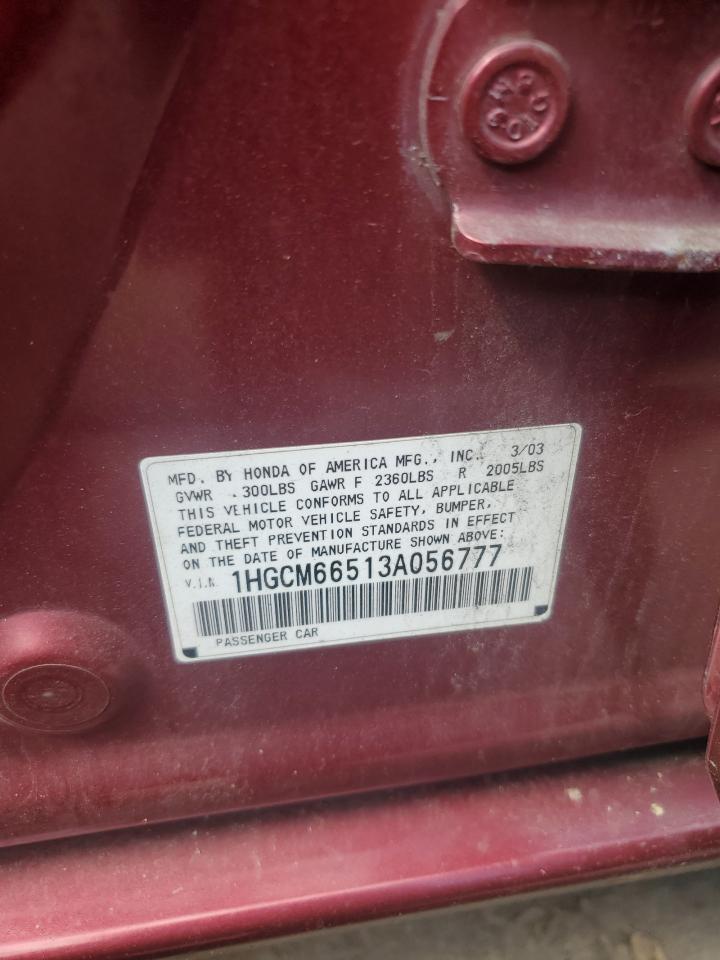 MFD. BY HONDA OF AMERICA MFG., INC. 3/03
GVWR .300LBS GAWR F 2360LBS R 2005LBS
THIS VEHICLE CONFORMS TO ALL APPLICABLE
FEDERAL MOTOR VEHICLE SAFETY, BUMPER,
AND THEFT PREVENTION STANDARDS IN EFFECT
ON THE DATE OF MANUFACTURE SHOWN ABOVE:
V.I.N. 1HGCM66513A056777
PASSENGER CAR